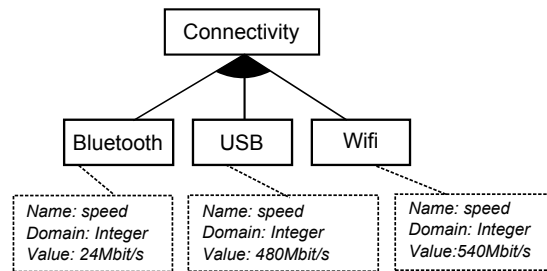 Connectivity
Bluetooth
USB
Wifi
Name: speed
Domain: Integer
Value: 24Mbit/s
Name: speed
Domain: Integer
Value: 480Mbit/s
Name: speed
Domain: Integer
Value:540Mbit/s